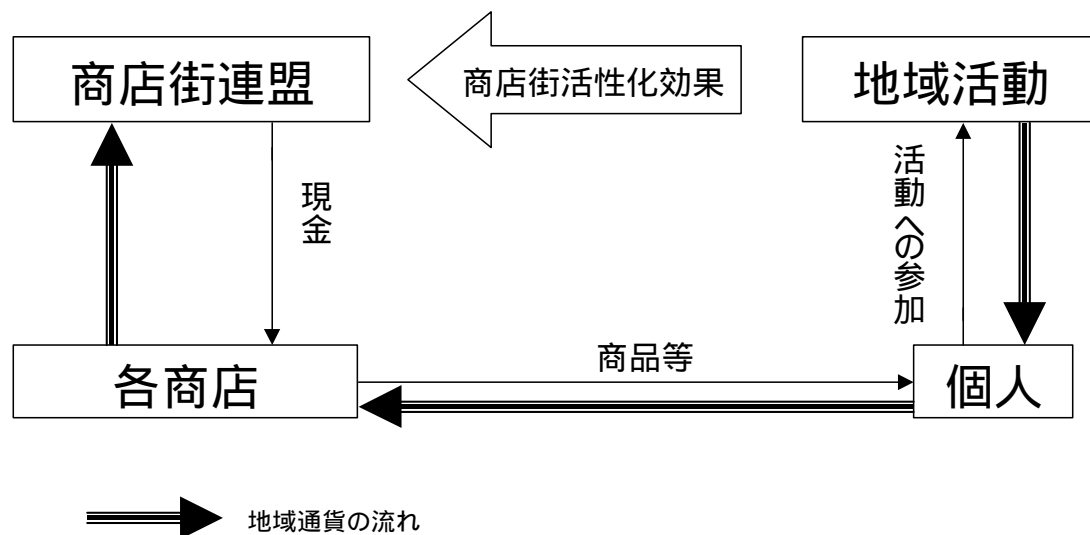 商店街連盟
商店街活性化効果
地域活動
現金
活動への参加
各商店
商品等
個人
地域通貨の流れ